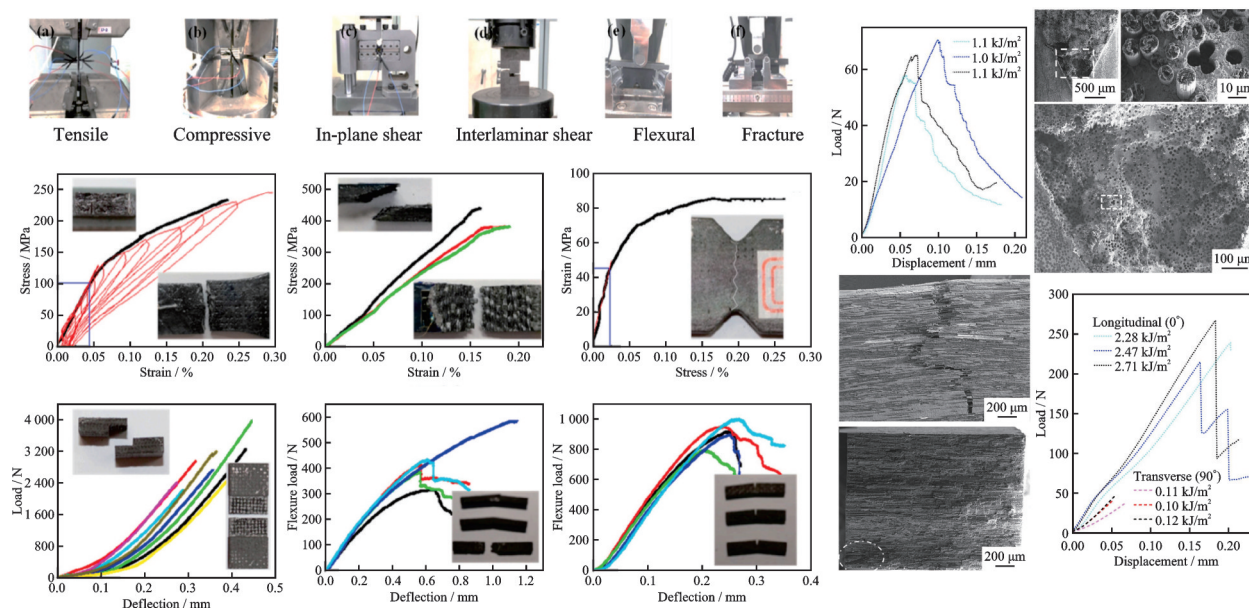 (a)
(b)
(c)
(d)
(e)
(f)
Tensile
Compressive
In-plane shear
Interlaminar shear
Flexural
Fracture
250
200
150
100
50
0
Stress / MPa
0.00 0.05 0.10 0.15 0.20 0.25 0.30
Strain / %
600
500
400
300
200
100
0
Stress / MPa
0.00 0.05 0.10 0.15 0.20 0.25
Strain / %
100
80
60
40
20
0
Strain / MPa
0.00 0.05 0.10 0.15 0.20
Stress / %
4 000
3 200
2 400
1 600
800
0
Load / N
0.0 0.1 0.2 0.3 0.4 0.5
Deflection / mm
600
500
400
300
200
100
0
Flexure load / N
0.0 0.2 0.4 0.6 0.8 1.0 1.2
Deflection / mm
1 000
800
600
400
200
0
Flexure load / N
0.0 0.1 0.2 0.3 0.4
Deflection / mm
1.1 kJ/m²
1.0 kJ/m²
1.1 kJ/m²
60
40
20
0
Load / N
0.00 0.05 0.10 0.15 0.20
Displacement / mm
500 μm
10 μm
100 μm
200 μm
200 μm
300
250
200
150
100
50
0
Load / N
Longitudinal (0°)
2.28 kJ/m²
2.47 kJ/m²
2.71 kJ/m²
Transverse (90°)
0.11 kJ/m²
0.10 kJ/m²
0.12 kJ/m²
0.00 0.05 0.10 0.15 0.20
Displacement / mm